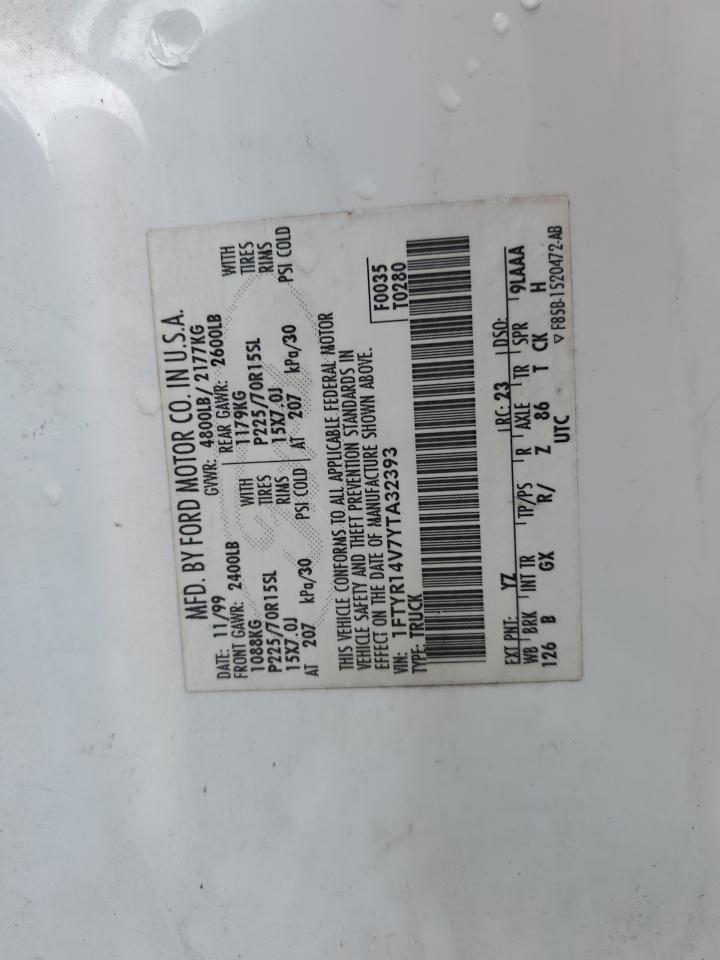 MFD. BY FORD MOTOR CO. IN U.S.A.
DATE: 11/99 GVWR: 4800LB/ 2177KG
FRONT GAWR: 2400LB REAR GAWR: 2600LB
1088KG WITH 1179KG WITH
P225/70R15SL TIRES P225/70R15SL TIRES
15X7.0J RIMS 15X7.0J RIMS
AT 207 kPa/30 PSI COLD AT 207 kPa/30 PSI COLD
THIS VEHICLE CONFORMS TO ALL APPLICABLE FEDERAL MOTOR
VEHICLE SAFETY AND THEFT PREVENTION STANDARDS IN
EFFECT ON THE DATE OF MANUFACTURE SHOWN ABOVE.
VIN: 1FTYR14V7YTA32393 F0035
TYPE: TRUCK T0280
EXT PNT: YZ RC: 23 DSO:
WB BRK INT TR TP/PS R AXLE TR SPR 9LAAA
126 B GX R/ Z 86 T CK H
UTC ▽ F85B-1520472-AB